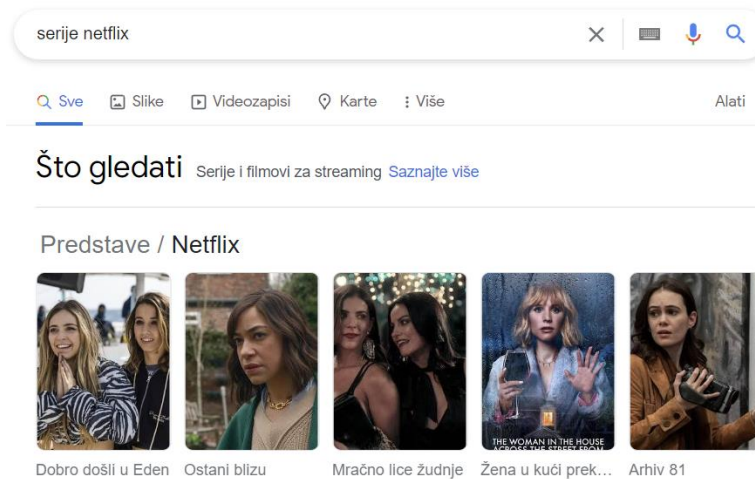 serije netflix
Sve Slike Videozapisi Karte Više Alati
Što gledati Serije i filmovi za streaming Saznajte više
Predstave / Netflix
THE WOMAN IN THE HOUSE
ACROSS THE STREET FROM
Dobro došli u Eden Ostani blizu Mračno lice žudnje Žena u kući prek... Arhiv 81